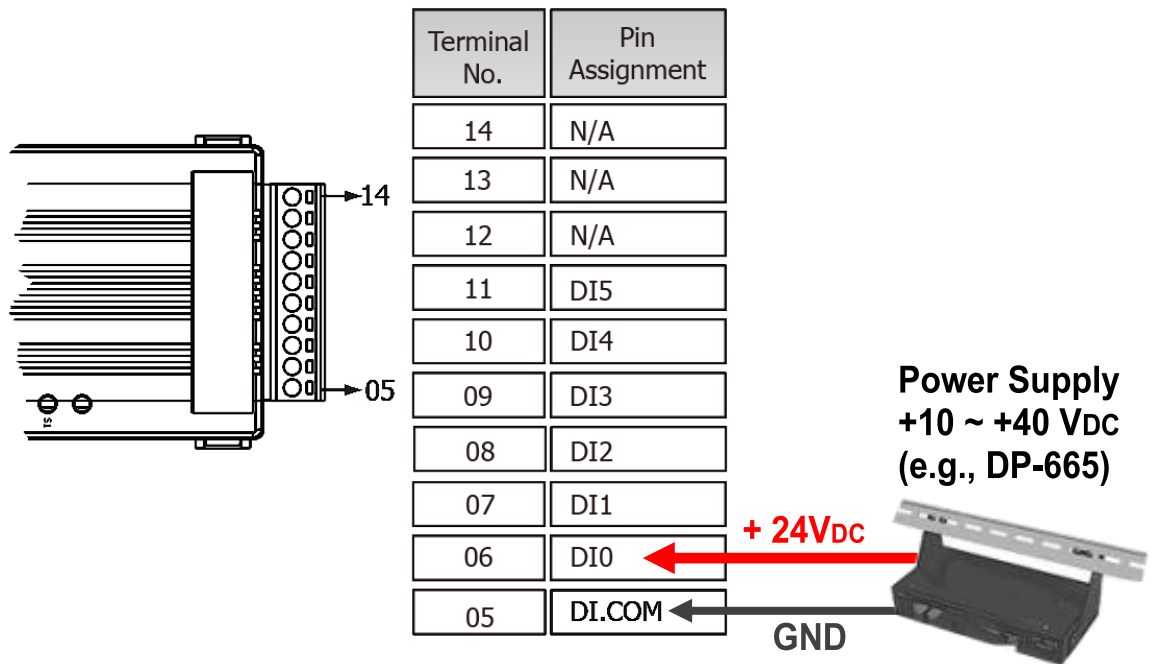 Terminal No.
Pin Assignment
14 N/A
13 N/A
12 N/A
11 DI5
10 DI4
09 DI3
08 DI2
07 DI1
06 DI0
05 DI.COM
14
05
S1
+ 24VDC
GND
Power Supply
+10 ~ +40 VDC
(e.g., DP-665)